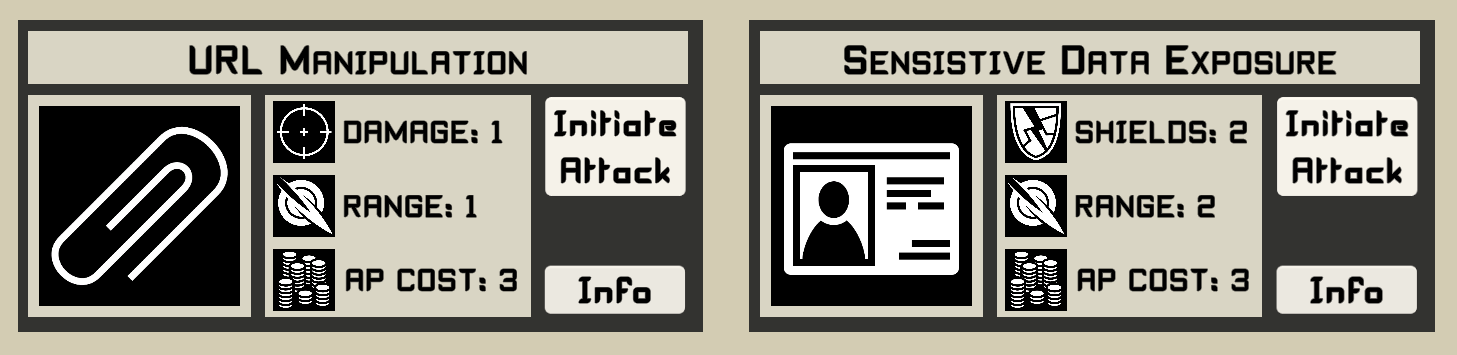 URL Manipulation
DAMAGE: 1
RANGE: 1
AP COST: 3
Initiate
Attack
Info
Sensistive Data Exposure
SHIELDS: 2
RANGE: 2
AP COST: 3
Initiate
Attack
Info